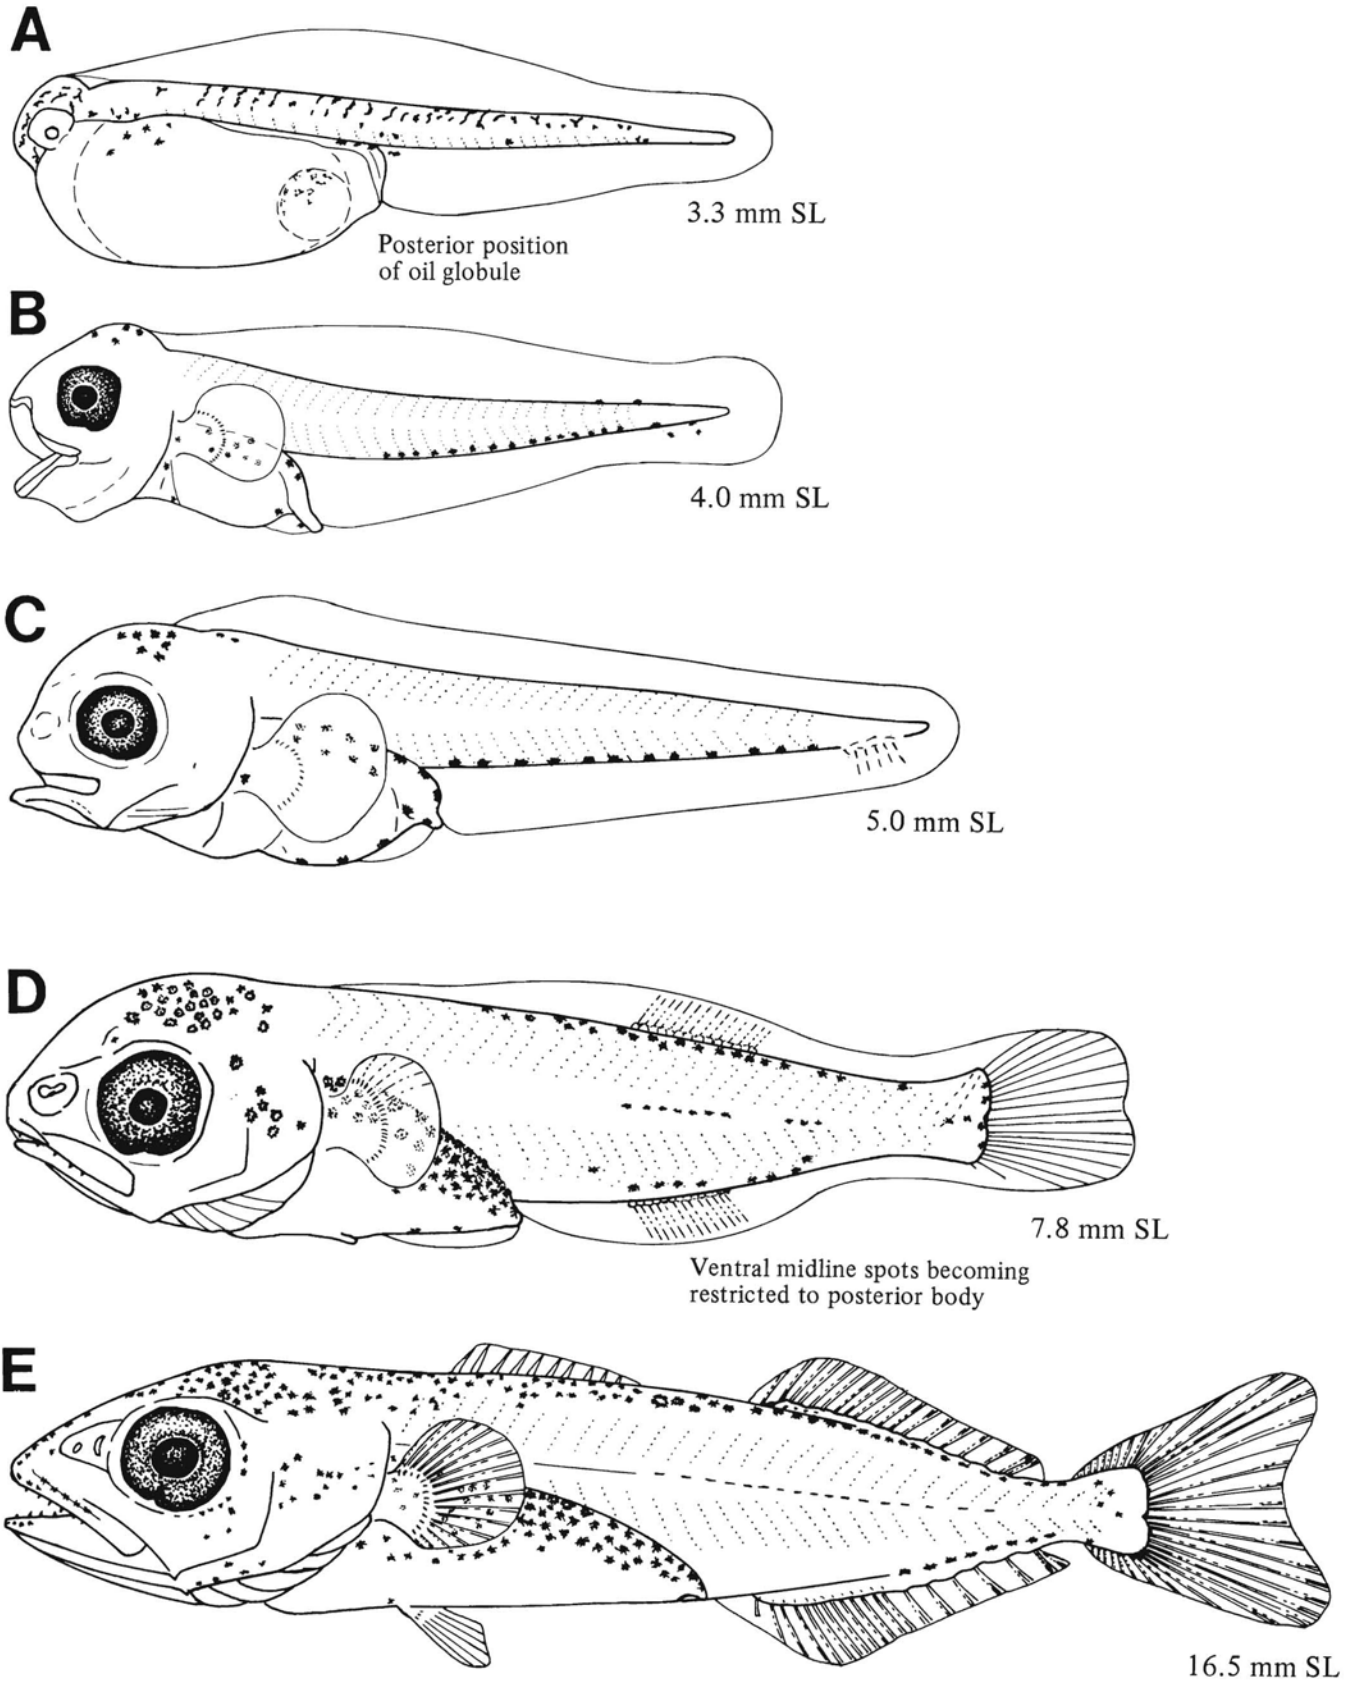 A
3.3 mm SL
Posterior position
of oil globule
B
4.0 mm SL
C
5.0 mm SL
D
7.8 mm SL
Ventral midline spots becoming
restricted to posterior body
E
16.5 mm SL